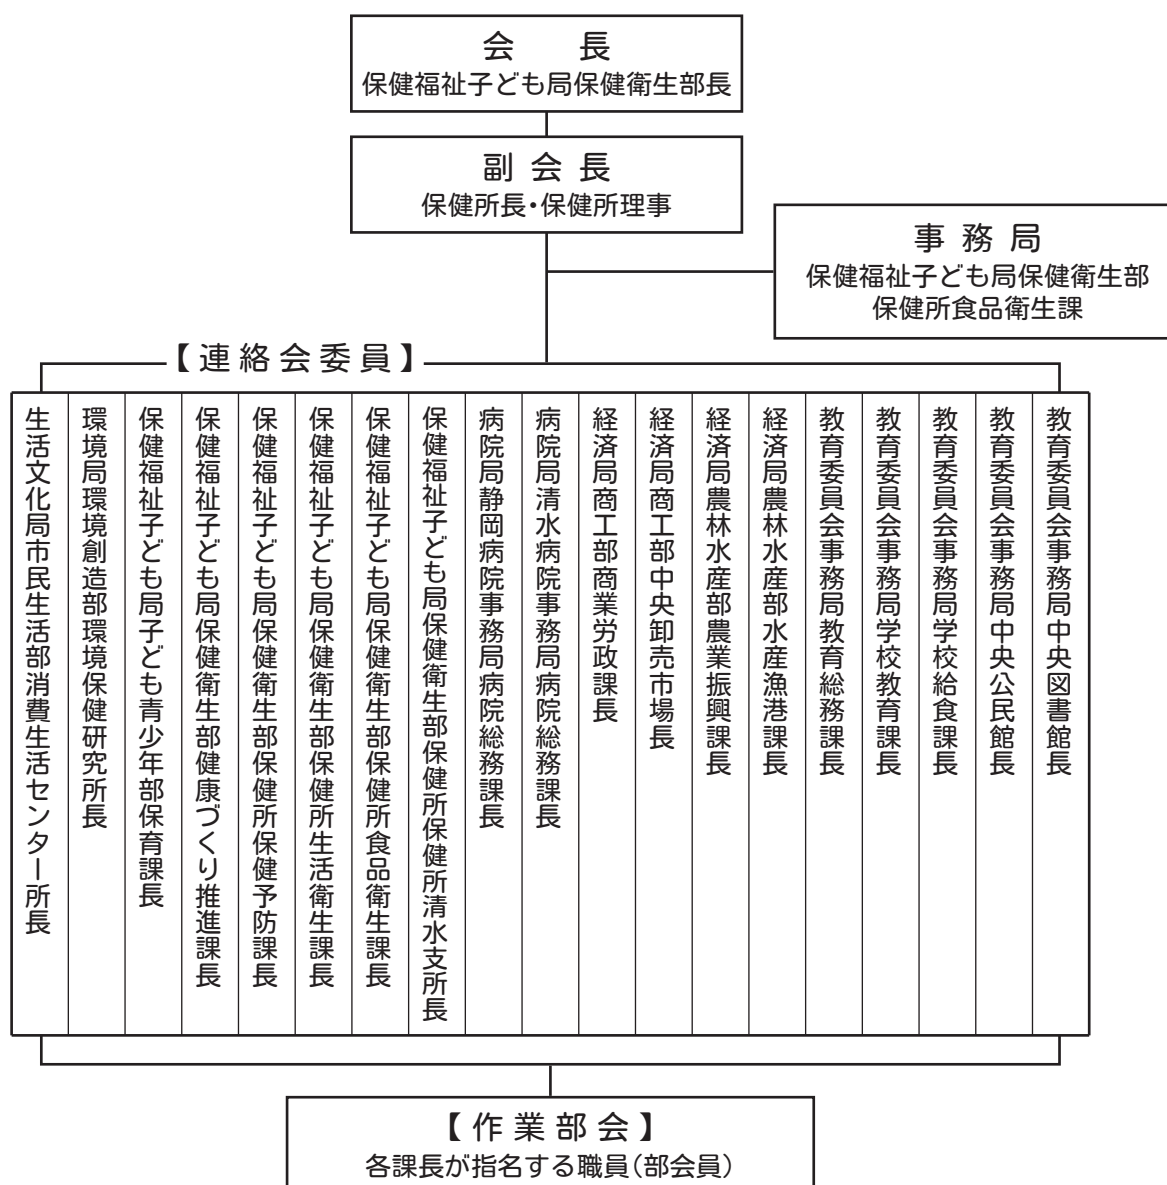 会長
保健福祉子ども局保健衛生部長
副会長
保健所長・保健所理事
事務局
保健福祉子ども局保健衛生部
保健所食品衛生課
【連絡会委員】
生活文化局市民生活部消費生活センター所長
環境局環境創造部環境保健研究所長
保健福祉子ども局子ども青少年部保育課長
保健福祉子ども局保健衛生部健康づくり推進課長
保健福祉子ども局保健衛生部保健所保健予防課長
保健福祉子ども局保健衛生部保健所生活衛生課長
保健福祉子ども局保健衛生部保健所食品衛生課長
保健福祉子ども局保健衛生部保健所保健所清水支所長
病院局静岡病院事務局病院総務課長
病院局清水病院事務局病院総務課長
経済局商工部商業労政課長
経済局商工部中央卸売市場長
経済局農林水産部農業振興課長
経済局農林水産部水産漁港課長
教育委員会事務局教育総務課長
教育委員会事務局学校教育課長
教育委員会事務局学校給食課長
教育委員会事務局中央公民館長
教育委員会事務局中央図書館長
【作業部会】
各課長が指名する職員(部会員)